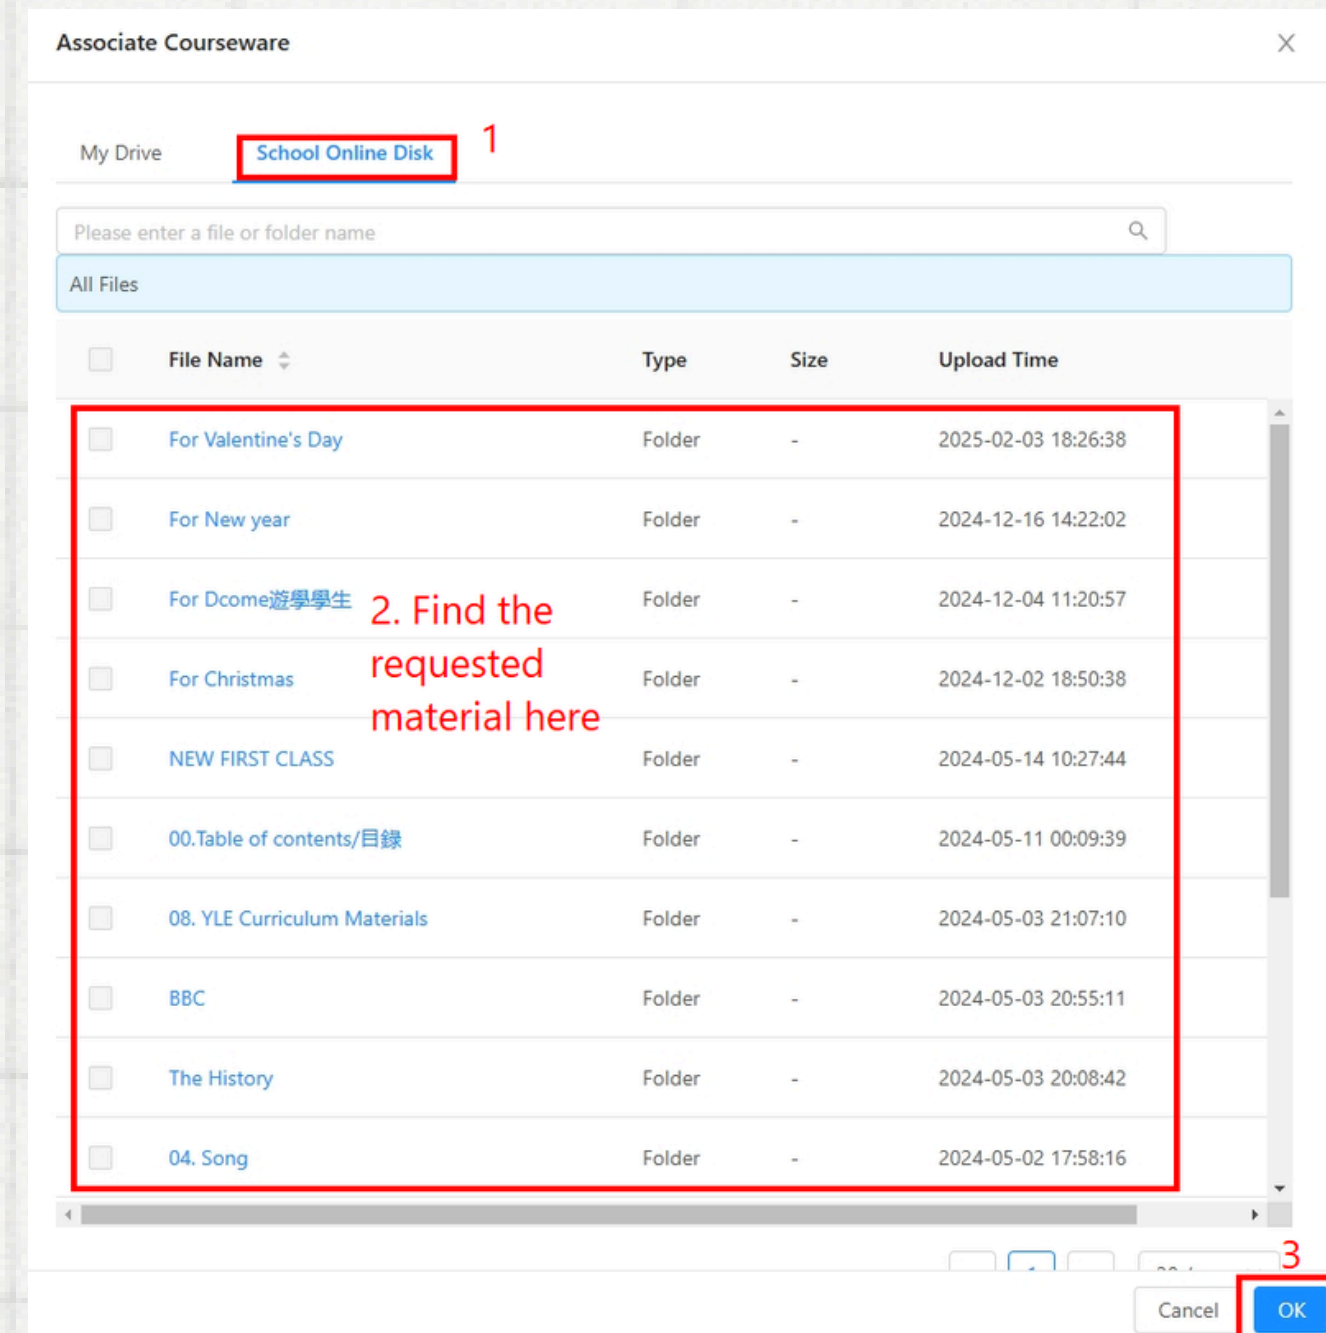 Associate Courseware
My Drive School Online Disk 1
Please enter a file or folder name
All Files
File Name Type Size Upload Time
For Valentine's Day Folder - 2025-02-03 18:26:38
For New year Folder - 2024-12-16 14:22:02
For Dcome遊學學生 Folder - 2024-12-04 11:20:57
2. Find the
requested
material here
For Christmas Folder - 2024-12-02 18:50:38
NEW FIRST CLASS Folder - 2024-05-14 10:27:44
00.Table of contents/目錄 Folder - 2024-05-11 00:09:39
08. YLE Curriculum Materials Folder - 2024-05-03 21:07:10
BBC Folder - 2024-05-03 20:55:11
The History Folder - 2024-05-03 20:08:42
04. Song Folder - 2024-05-02 17:58:16
3
Cancel OK